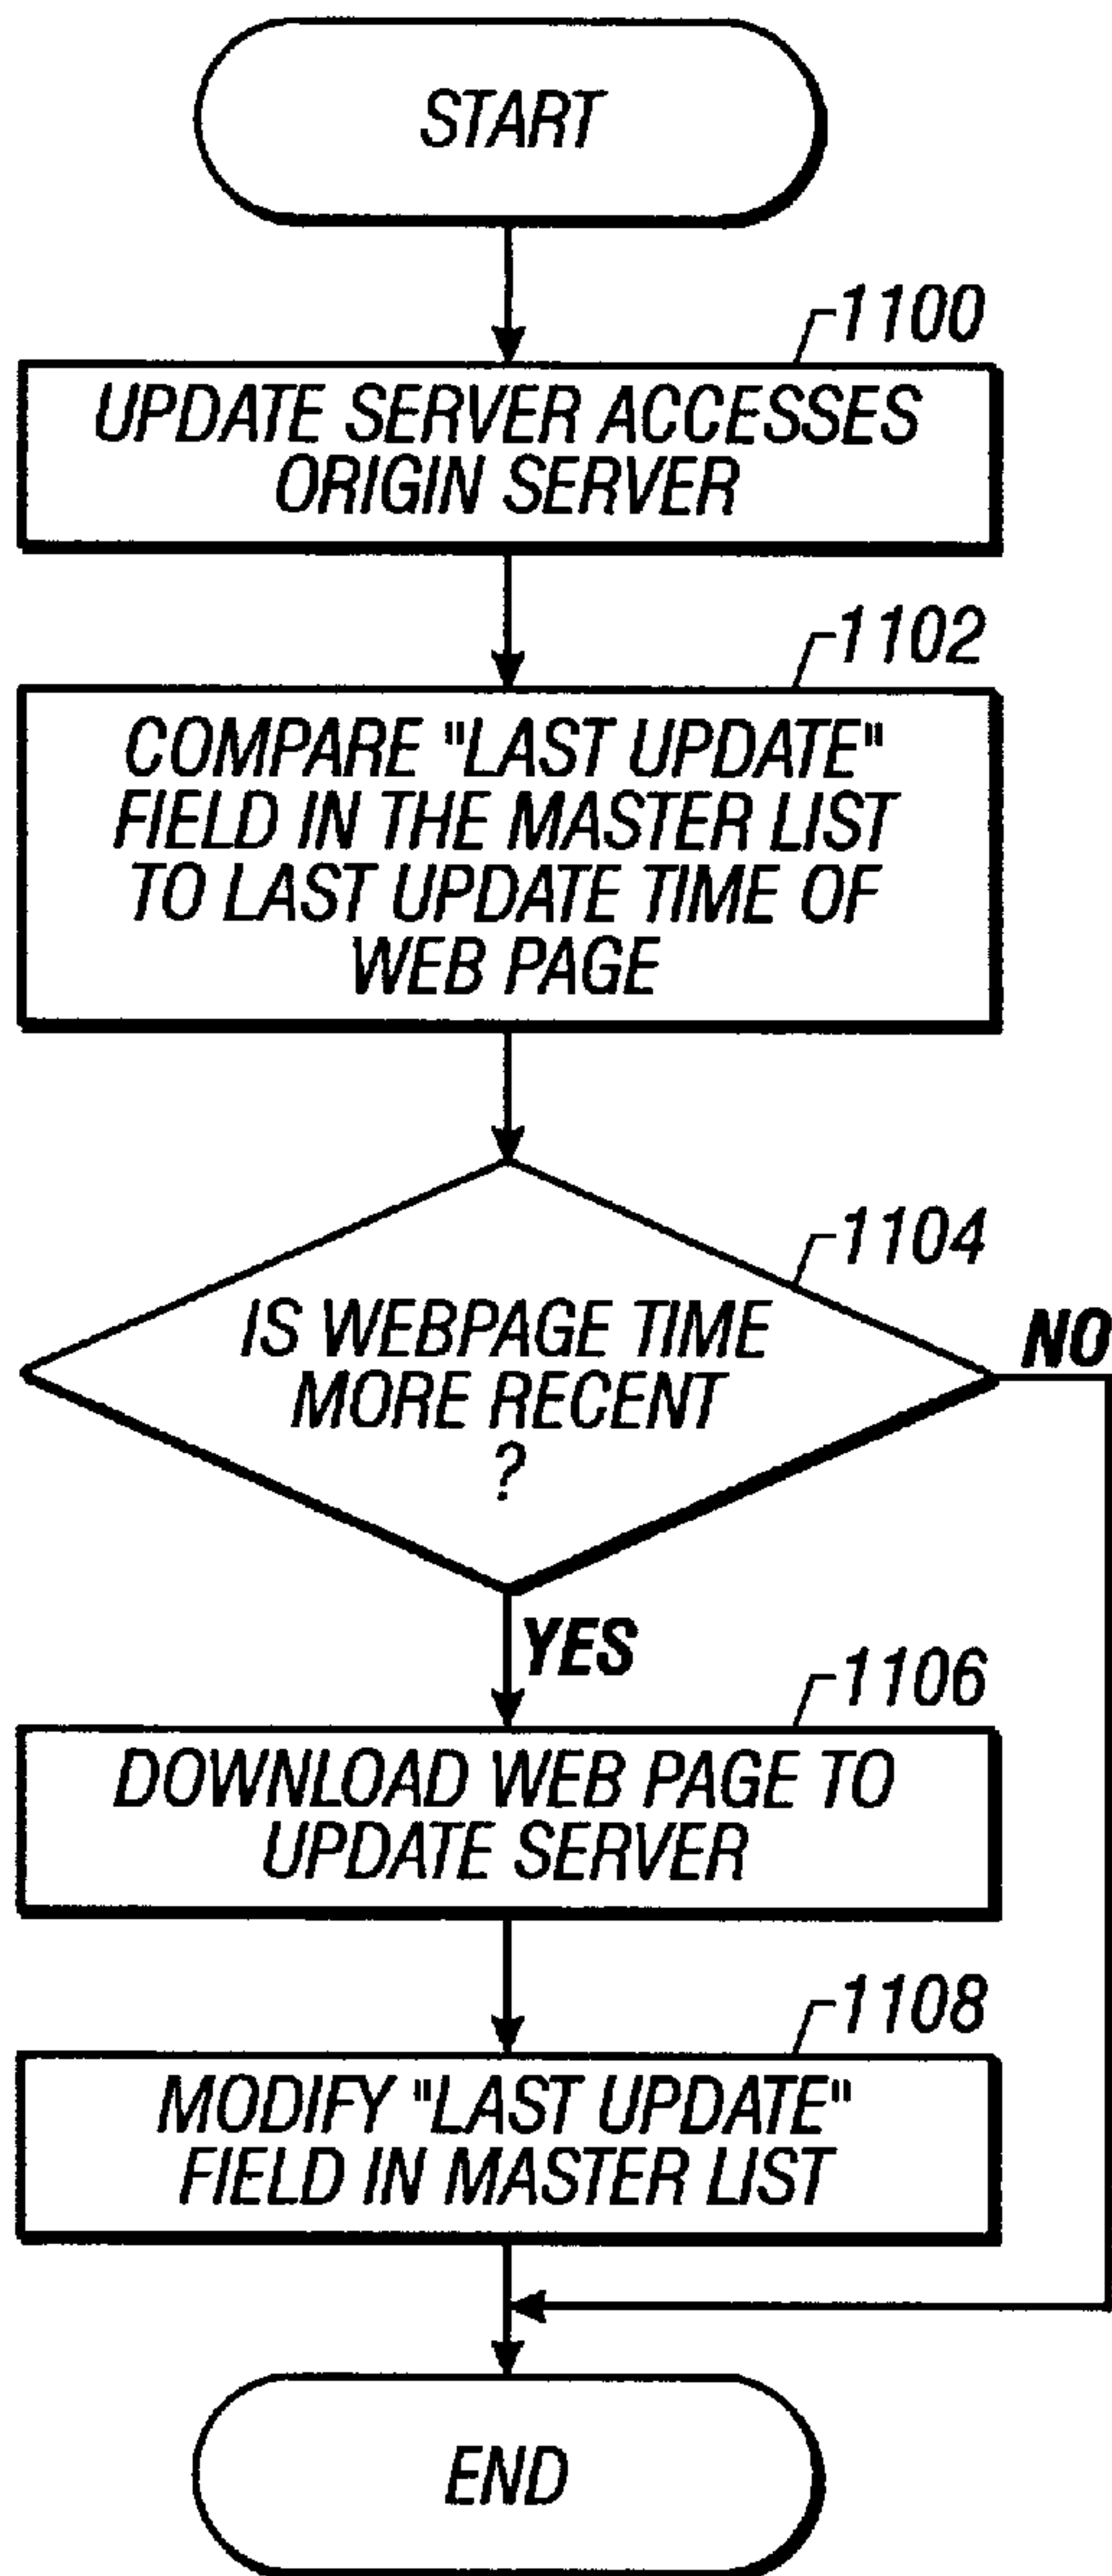 START
1100
UPDATE SERVER ACCESSES
ORIGIN SERVER
1102
COMPARE "LAST UPDATE"
FIELD IN THE MASTER LIST
TO LAST UPDATE TIME OF
WEB PAGE
1104
IS WEBPAGE TIME
MORE RECENT
?
NO
YES
1106
DOWNLOAD WEB PAGE TO
UPDATE SERVER
1108
MODIFY "LAST UPDATE"
FIELD IN MASTER LIST
END